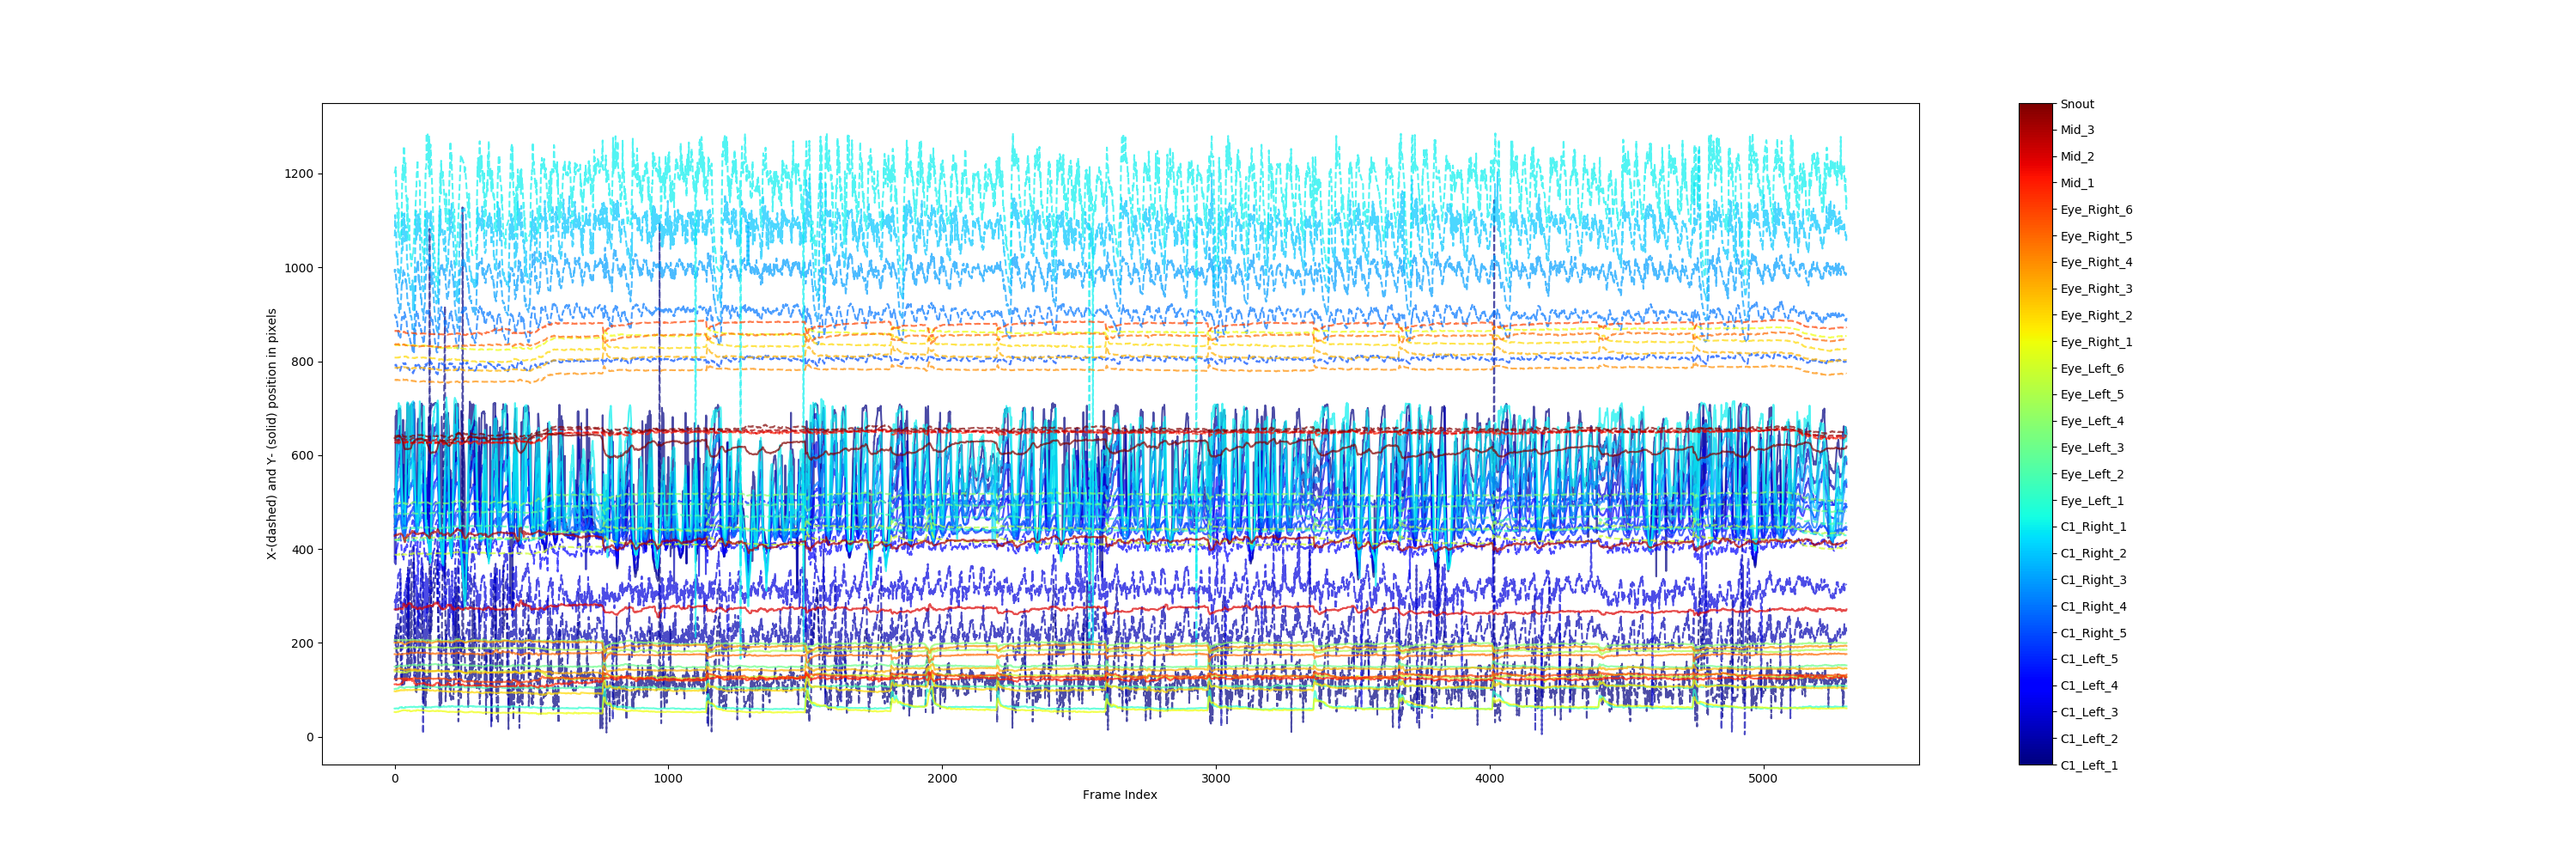 X-(dashed) and Y- (solid) position in pixels
1200
1000
800
600
400
200
0
0 1000 2000 3000 4000 5000
Frame Index
Snout
Mid_3
Mid_2
Mid_1
Eye_Right_6
Eye_Right_5
Eye_Right_4
Eye_Right_3
Eye_Right_2
Eye_Right_1
Eye_Left_6
Eye_Left_5
Eye_Left_4
Eye_Left_3
Eye_Left_2
Eye_Left_1
C1_Right_1
C1_Right_2
C1_Right_3
C1_Right_4
C1_Right_5
C1_Left_5
C1_Left_4
C1_Left_3
C1_Left_2
C1_Left_1